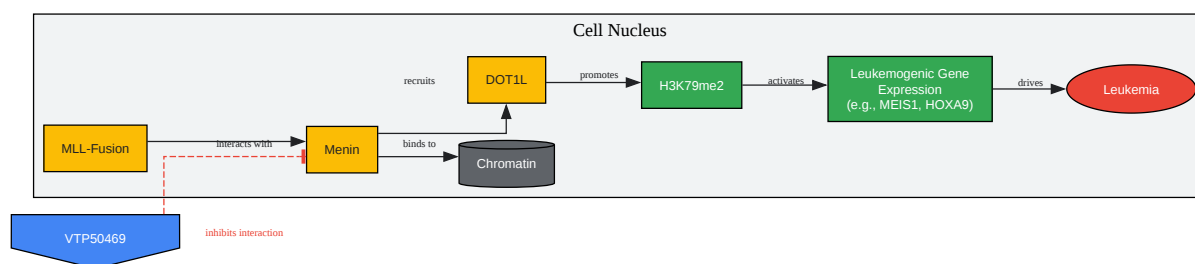 Cell Nucleus
MLL-Fusion
interacts with
Menin
recruits
binds to
DOT1L
Chromatin
promotes
H3K79me2
activates
Leukemogenic Gene
Expression
(e.g., MEIS1, HOXA9)
drives
Leukemia
VTP50469
inhibits interaction